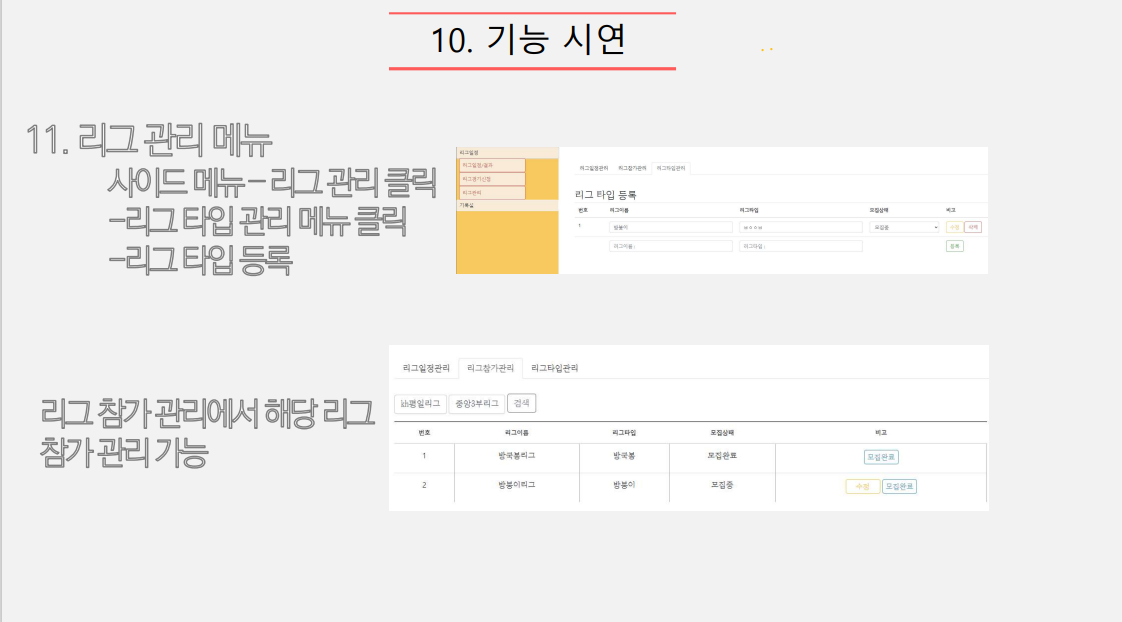 10. 기능 시연
11. 리그 관리 메뉴
사이드 메뉴 - 리그 관리 클릭
-리그 타입 관리 메뉴 클릭
-리그 타입 등록
리그일정
리그일정/결과
리그경기신청
리그관리
기록실
리그일정관리 리그참가관리 리그타입관리
리그 타입 등록
번호 리그이름 리그타입 모집상태 비고
1 방봉이 ㅂㅇㅇㅂ 모집중 수정 삭제
리그이름 : 리그타입 : 등록
리그 참가 관리에서 해당 리그
참가 관리 기능
리그일정관리 리그참가관리 리그타입관리
kh평일리그 중앙3부리그 검색
번호 리그이름 리그타입 모집상태 비고
1 방국봉리그 방국봉 모집완료 모집완료
2 방봉이리그 방봉이 모집중 수정 모집완료